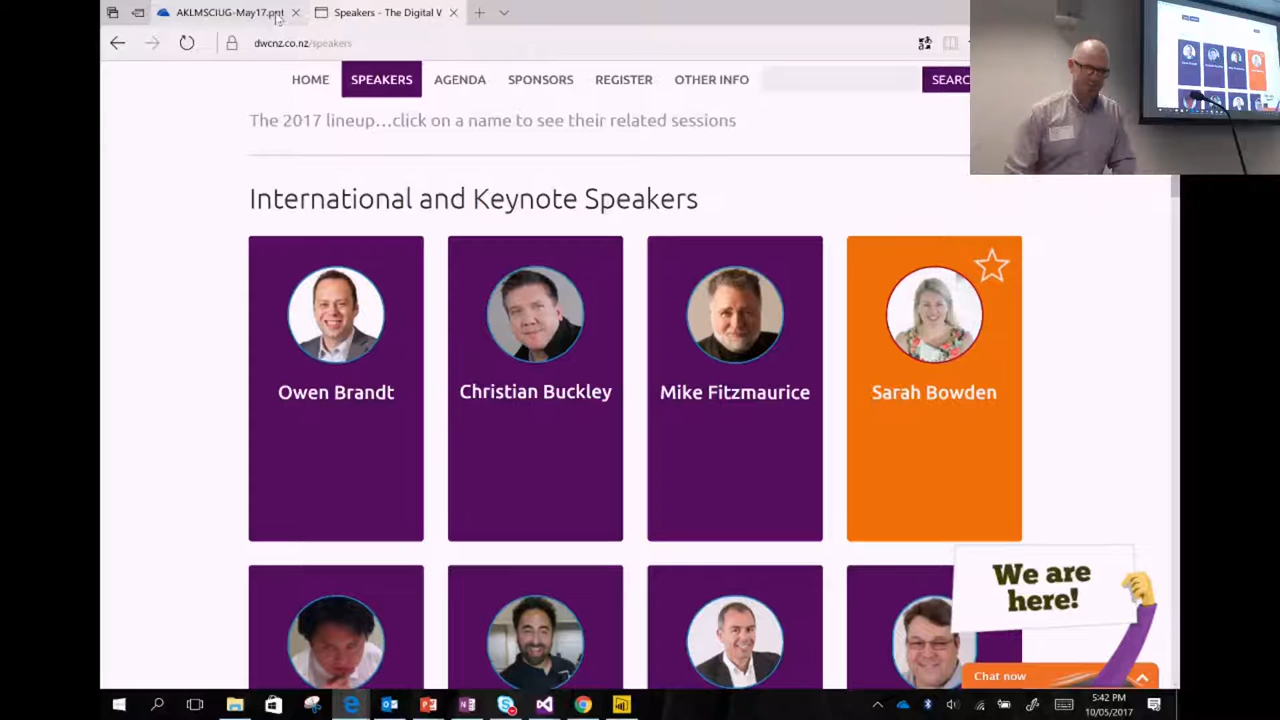 AKLMSCIUG-May17.ppt
Speakers - The Digital W
dwcnz.co.nz/speakers
HOME SPEAKERS AGENDA SPONSORS REGISTER OTHER INFO SEARC
The 2017 lineup...click on a name to see their related sessions
International and Keynote Speakers
Owen Brandt Christian Buckley Mike Fitzmaurice Sarah Bowden
We are
here!
Chat now
5:42 PM
10/05/2017